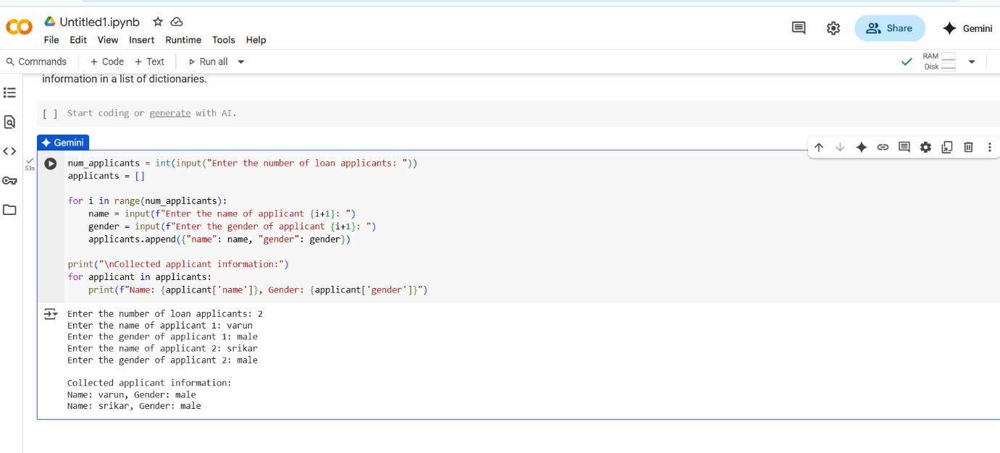 Untitled1.ipynb
File Edit View Insert Runtime Tools Help
Share
Gemini
Commands + Code + Text Run all
RAM
Disk
information in a list of dictionaries.
[ ] Start coding or generate with AI.
Gemini
53s
num_applicants = int(input("Enter the number of loan applicants: "))
applicants = []
for i in range(num_applicants):
    name = input(f"Enter the name of applicant {i+1}: ")
    gender = input(f"Enter the gender of applicant {i+1}: ")
    applicants.append({"name": name, "gender": gender})
print("\nCollected applicant information:")
for applicant in applicants:
    print(f"Name: {applicant['name']}, Gender: {applicant['gender']}")
Enter the number of loan applicants: 2
Enter the name of applicant 1: varun
Enter the gender of applicant 1: male
Enter the name of applicant 2: srikar
Enter the gender of applicant 2: male
Collected applicant information:
Name: varun, Gender: male
Name: srikar, Gender: male